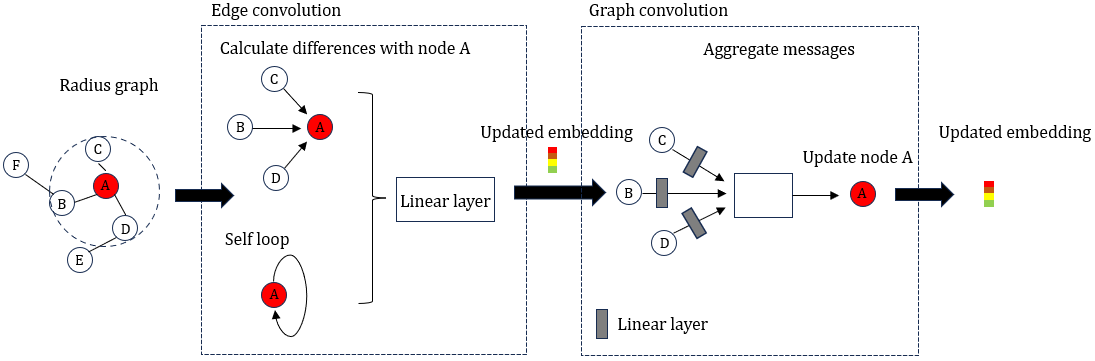 Edge convolution
Graph convolution
Calculate differences with node A
Aggregate messages
Radius graph
C
B
A
D
F
C
A
B
D
E
Linear layer
Self loop
A
Updated embedding
C
B
D
Update node A
A
Updated embedding
Linear layer